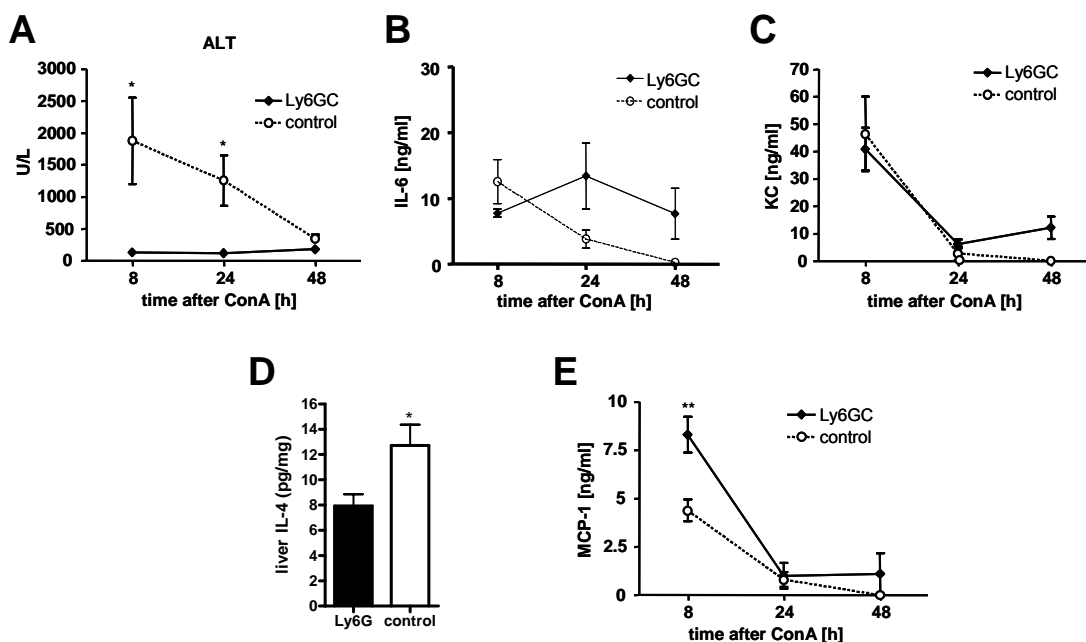 A
ALT
3000
2500
2000
1500
1000
500
0
U/L
*
*
Ly6GC
control
8
24
48
time after ConA [h]
B
30
20
10
0
IL-6 [ng/ml]
Ly6GC
control
8
24
48
time after ConA [h]
C
70
60
50
40
30
20
10
0
KC [ng/ml]
Ly6GC
control
8
24
48
time after ConA [h]
D
16
14
12
10
8
6
4
2
0
liver IL-4 (pg/mg)
*
Ly6G
control
E
10
7.5
5
2.5
0
MCP-1 [ng/ml]
**
Ly6GC
control
8
24
48
time after ConA [h]